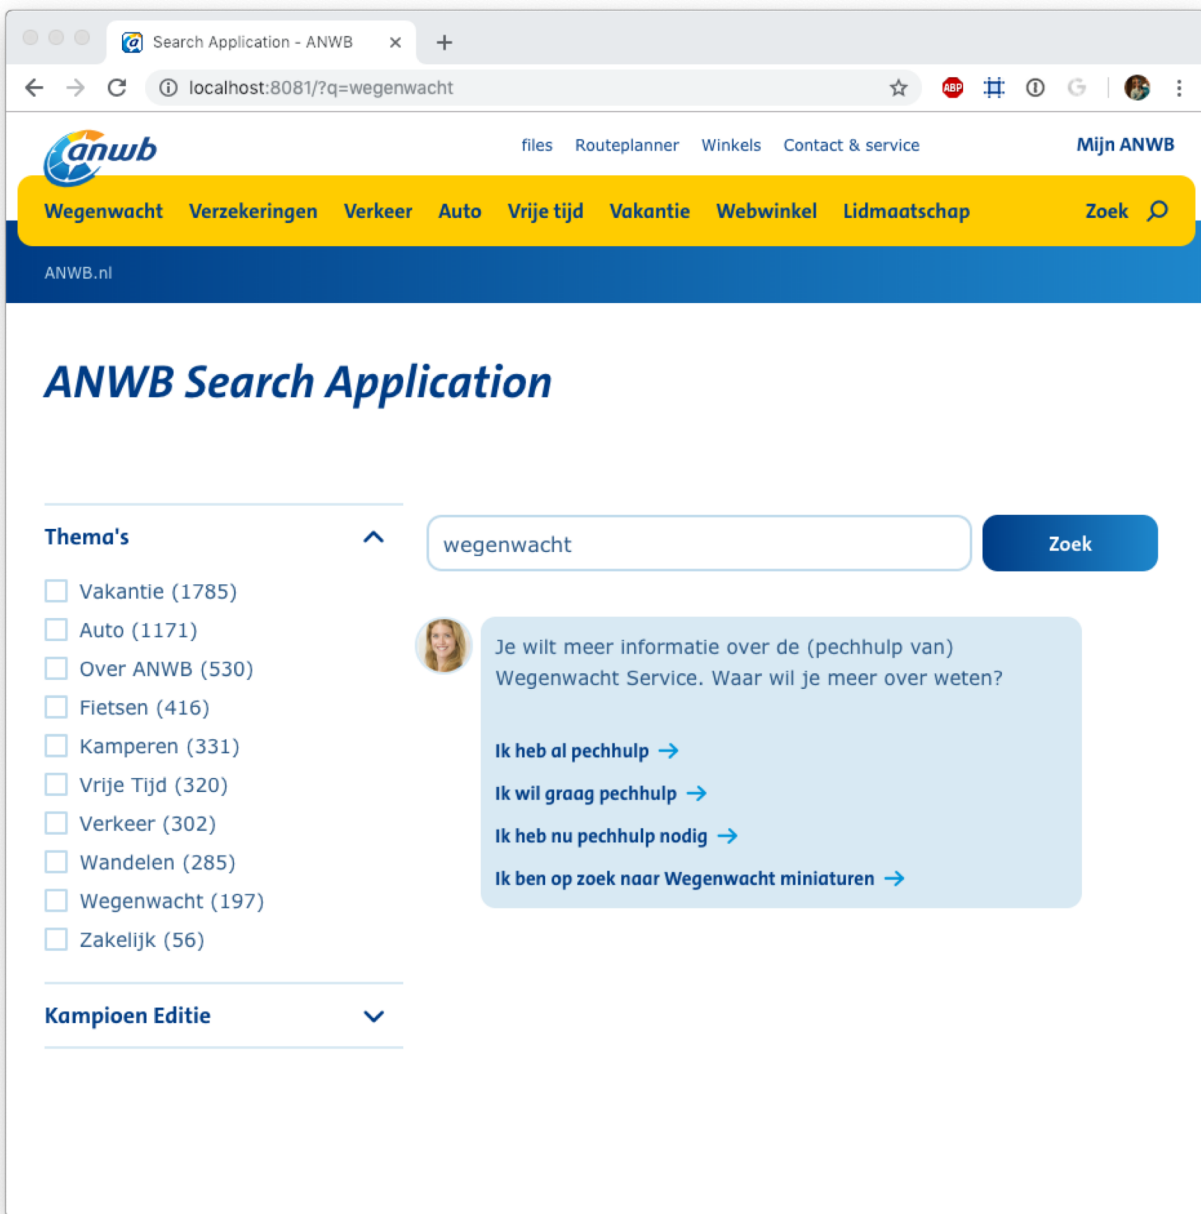 Search Application - ANWB
localhost:8081/?q=wegenwacht
ABP
anwb
files Routeplanner Winkels Contact & service Mijn ANWB
Wegenwacht Verzekeringen Verkeer Auto Vrije tijd Vakantie Webwinkel Lidmaatschap Zoek
ANWB.nl
ANWB Search Application
Thema's
Vakantie (1785)
Auto (1171)
Over ANWB (530)
Fietsen (416)
Kamperen (331)
Vrije Tijd (320)
Verkeer (302)
Wandelen (285)
Wegenwacht (197)
Zakelijk (56)
Kampioen Editie
wegenwacht
Zoek
Je wilt meer informatie over de (pechhulp van)
Wegenwacht Service. Waar wil je meer over weten?
Ik heb al pechhulp
Ik wil graag pechhulp
Ik heb nu pechhulp nodig
Ik ben op zoek naar Wegenwacht miniaturen